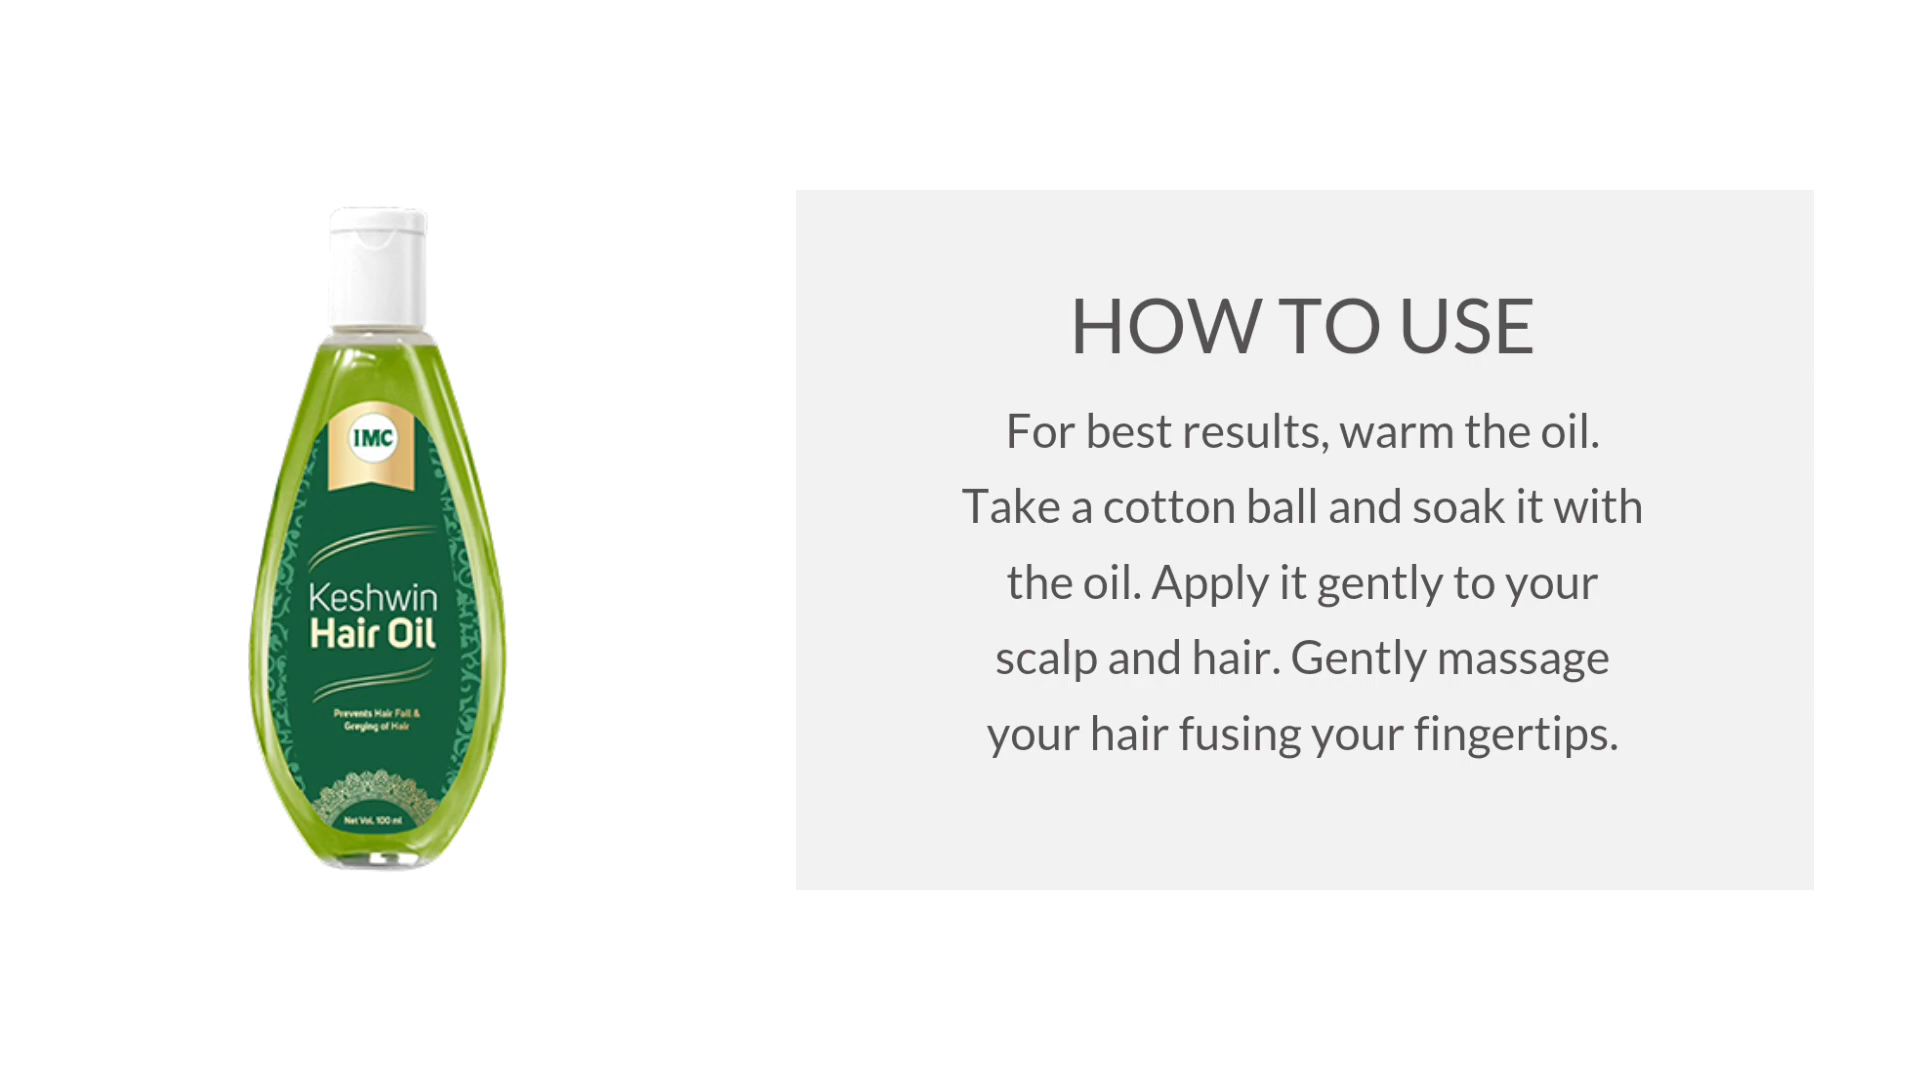 IMC
Keshwin
Hair Oil
Prevents Hair Fall &
Greying of Hair
Net Vol. 100 ml
HOW TO USE
For best results, warm the oil.
Take a cotton ball and soak it with
the oil. Apply it gently to your
scalp and hair. Gently massage
your hair fusing your fingertips.